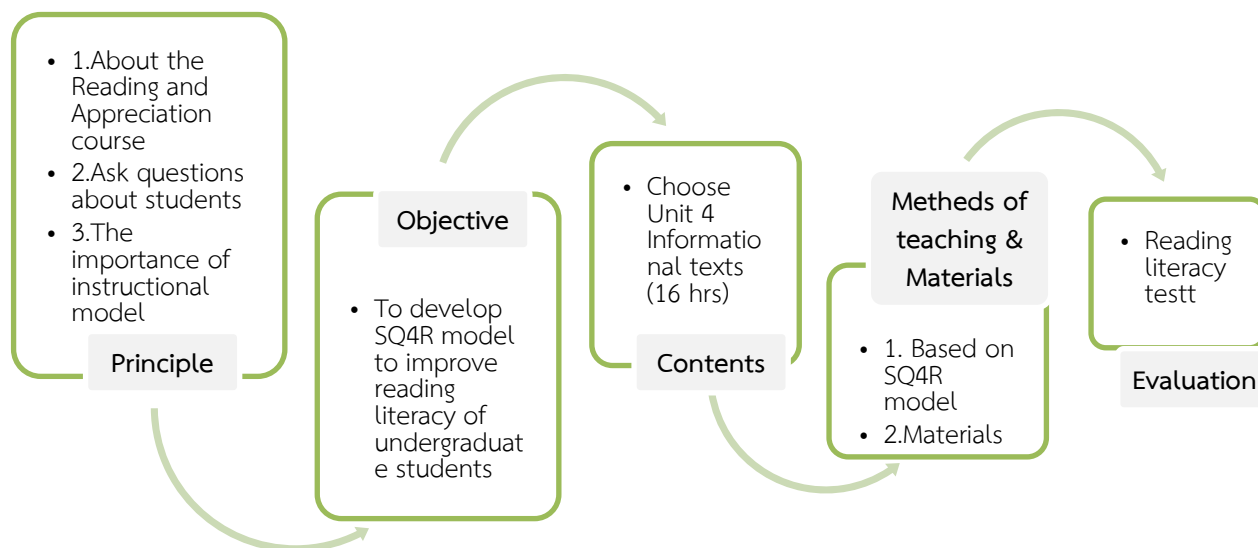 • 1.About the
Reading and
Appreciation
course
• 2.Ask questions
about students
• 3.The
importance of
instructional
model
Principle
Objective
• To develop
SQ4R model
to improve
reading
literacy of
undergraduat
e students
• Choose
Unit 4
Informatio
nal texts
(16 hrs)
Contents
Metheds of
teaching &
Materials
• 1. Based on
SQ4R
model
• 2.Materials
• Reading
literacy
testt
Evaluation